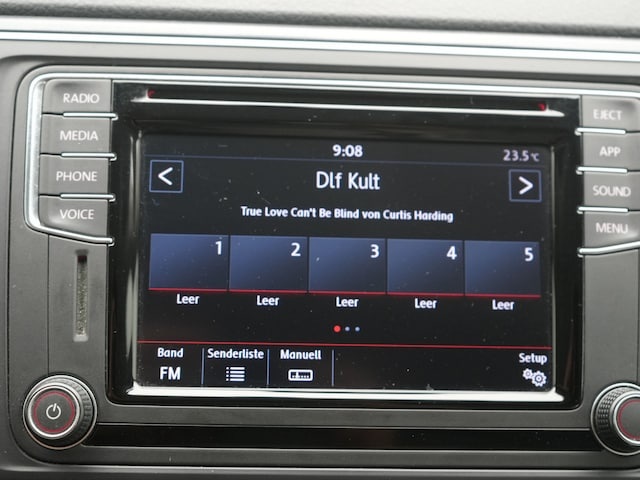 RADIO
MEDIA
PHONE
VOICE
EJECT
APP
SOUND
MENU
9:08
23.5°C
< Dlf Kult >
True Love Can't Be Blind von Curtis Harding
1 2 3 4 5
Leer Leer Leer Leer Leer
Band Senderliste Manuell Setup
FM